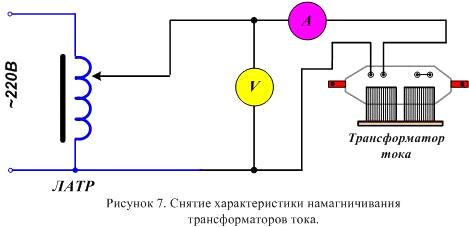 ~220В
ЛАТР
A
V
Трансформатор
тока
Рисунок 7. Снятие характеристики намагничивания
трансформаторов тока.